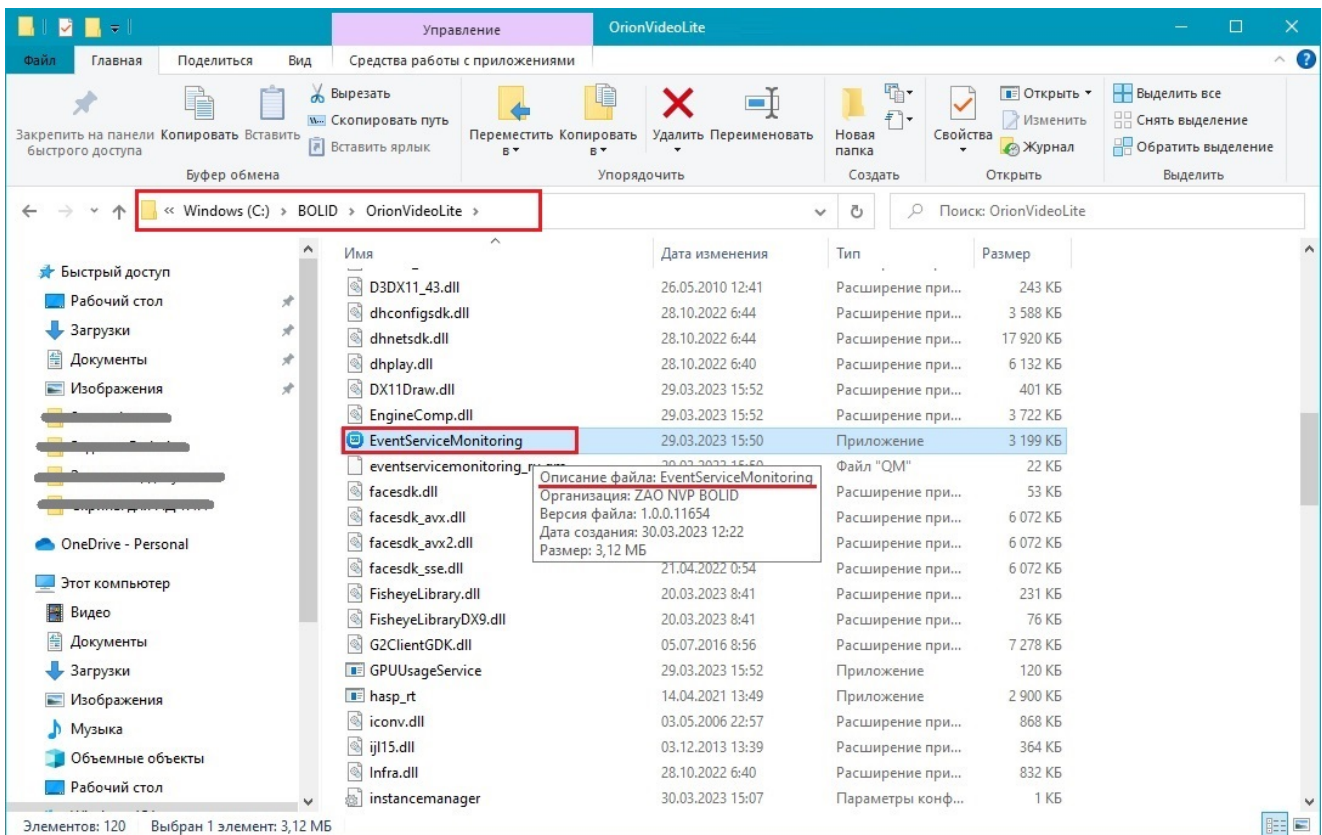 Управление
OrionVideoLite
Файл
Главная
Поделиться
Вид
Средства работы с приложениями
Закрепить на панели быстрого доступа
Копировать
Вставить
Вырезать
Скопировать путь
Вставить ярлык
Переместить в
Копировать в
Удалить
Переименовать
Новая папка
Свойства
Открыть
Изменить
Журнал
Выделить все
Снять выделение
Обратить выделение
Буфер обмена
Упорядочить
Создать
Открыть
Выделить
« Windows (C:) > BOLID > OrionVideoLite >
Поиск: OrionVideoLite
Быстрый доступ
Рабочий стол
Загрузки
Документы
Изображения
OneDrive - Personal
Этот компьютер
Видео
Документы
Загрузки
Изображения
Музыка
Объемные объекты
Рабочий стол
Имя Дата изменения Тип Размер
D3DX11_43.dll 26.05.2010 12:41 Расширение при... 243 КБ
dhconfigsdk.dll 28.10.2022 6:44 Расширение при... 3 588 КБ
dhnetsdk.dll 28.10.2022 6:44 Расширение при... 17 920 КБ
dhplay.dll 28.10.2022 6:40 Расширение при... 6 132 КБ
DX11Draw.dll 29.03.2023 15:52 Расширение при... 401 КБ
EngineComp.dll 29.03.2023 15:52 Расширение при... 3 722 КБ
EventServiceMonitoring 29.03.2023 15:50 Приложение 3 199 КБ
Файл "QM" 22 КБ
facesdk.dll Расширение при... 53 КБ
facesdk_avx.dll Расширение при... 6 072 КБ
facesdk_avx2.dll Расширение при... 6 072 КБ
facesdk_sse.dll 21.04.2022 0:54 Расширение при... 6 072 КБ
FisheyeLibrary.dll 20.03.2023 8:41 Расширение при... 231 КБ
FisheyeLibraryDX9.dll 20.03.2023 8:41 Расширение при... 76 КБ
G2ClientGDK.dll 05.07.2016 8:56 Расширение при... 7 278 КБ
GPUUsageService 29.03.2023 15:52 Приложение 120 КБ
hasp_rt 14.04.2021 13:49 Приложение 2 900 КБ
iconv.dll 03.05.2006 22:57 Расширение при... 868 КБ
ijl15.dll 03.12.2013 13:39 Расширение при... 364 КБ
Infra.dll 28.10.2022 6:40 Расширение при... 832 КБ
instancemanager 30.03.2023 15:07 Параметры конф... 1 КБ
Описание файла: EventServiceMonitoring
Организация: ZAO NVP BOLID
Версия файла: 1.0.0.11654
Дата создания: 30.03.2023 12:22
Размер: 3,12 МБ
Элементов: 120 Выбран 1 элемент: 3,12 МБ